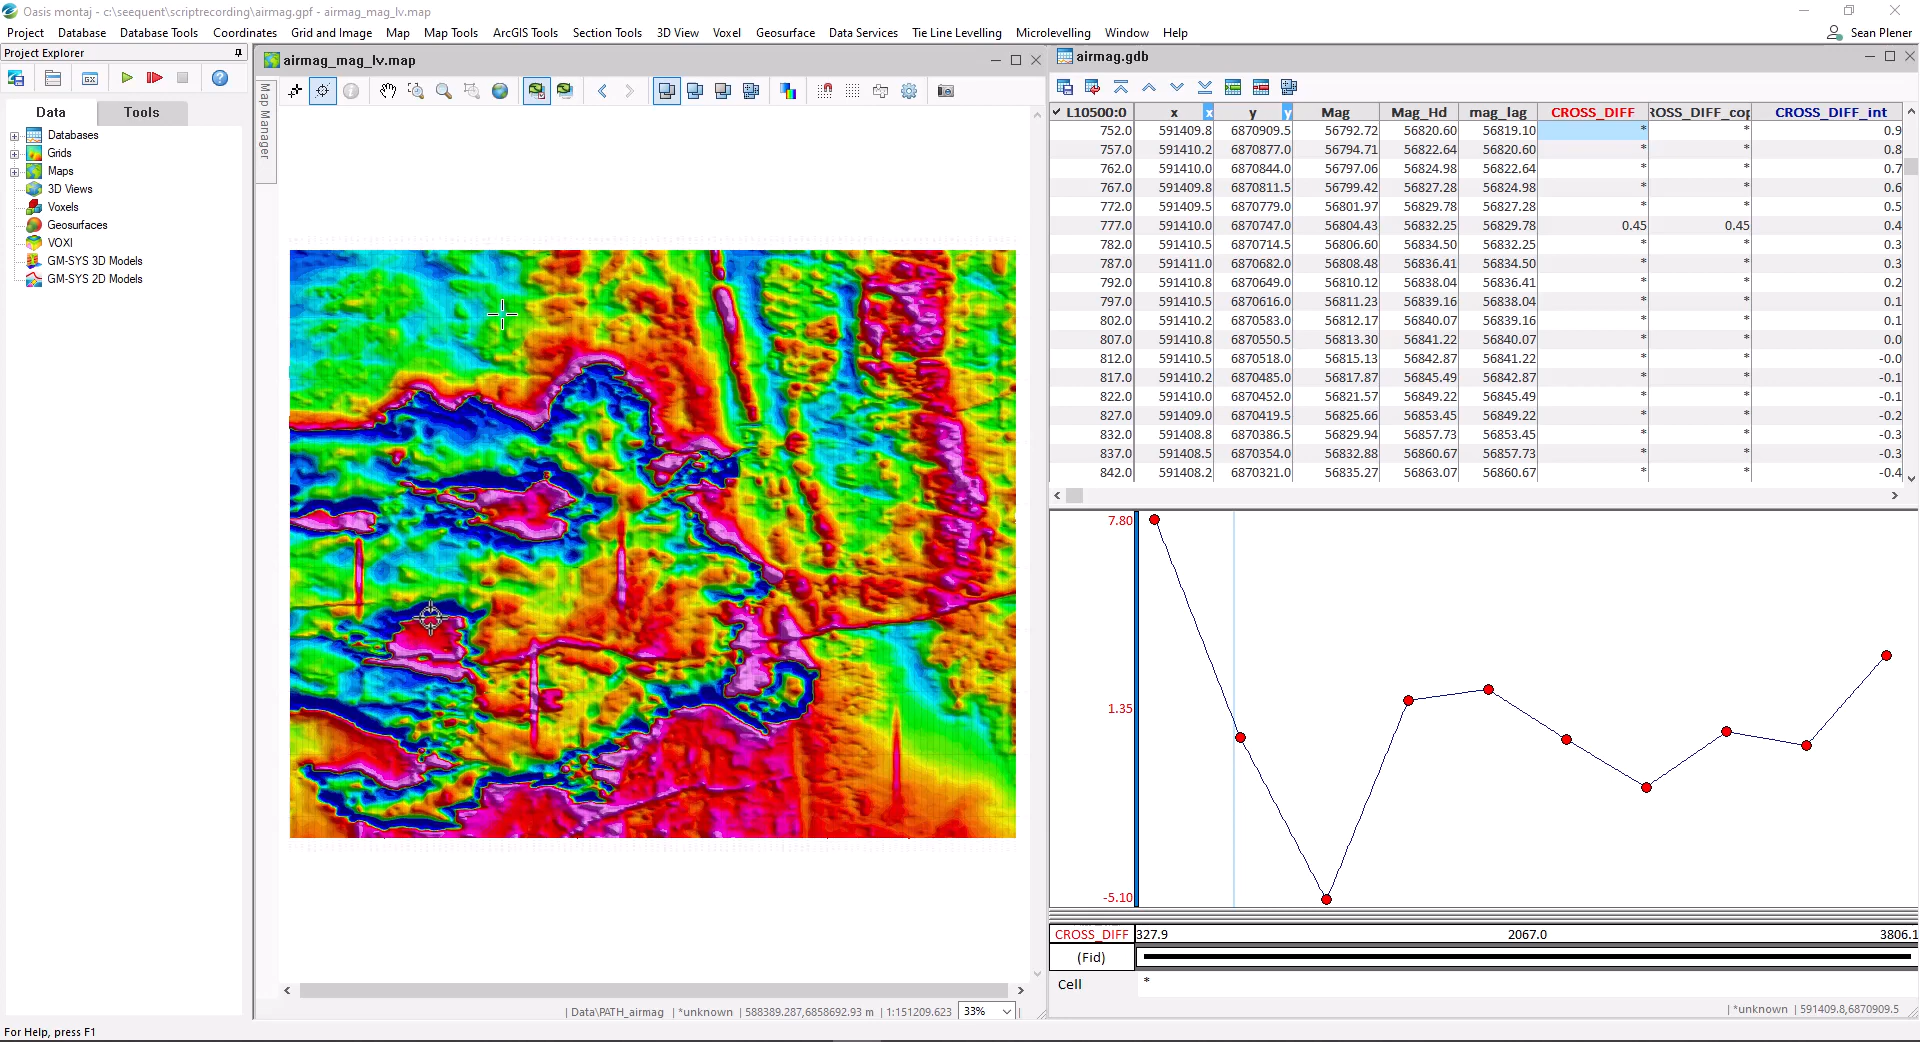 Oasis montaj - c:\seequent\scriptrecording\airmag.gpf - airmag_mag_lv.map
Project Database Database Tools Coordinates Grid and Image Map Map Tools ArcGIS Tools Section Tools 3D View Voxel Geosurface Data Services Tie Line Levelling Microlevelling Window Help Sean Plener
Project Explorer
GX
Data Tools
Databases
Grids
Maps
3D Views
Voxels
Geosurfaces
VOXI
GM-SYS 3D Models
GM-SYS 2D Models
Map Manager
airmag_mag_lv.map
airmag.gdb
L10500:0 x x y y Mag Mag_Hd mag_lag CROSS_DIFF ROSS_DIFF_cop CROSS_DIFF_int
752.0 591409.8 6870909.5 56792.72 56820.60 56819.10 * * 0.9
757.0 591410.2 6870877.0 56794.71 56822.64 56820.60 * * 0.8
762.0 591410.0 6870844.0 56797.06 56824.98 56822.64 * * 0.7
767.0 591409.8 6870811.5 56799.42 56827.28 56824.98 * * 0.6
772.0 591409.5 6870779.0 56801.97 56829.78 56827.28 * * 0.5
777.0 591410.0 6870747.0 56804.43 56832.25 56829.78 0.45 0.45 0.4
782.0 591410.5 6870714.5 56806.60 56834.50 56832.25 * * 0.3
787.0 591411.0 6870682.0 56808.48 56836.41 56834.50 * * 0.3
792.0 591410.8 6870649.0 56810.12 56838.04 56836.41 * * 0.2
797.0 591410.5 6870616.0 56811.23 56839.16 56838.04 * * 0.1
802.0 591410.2 6870583.0 56812.17 56840.07 56839.16 * * 0.1
807.0 591410.8 6870550.5 56813.30 56841.22 56840.07 * * 0.0
812.0 591410.5 6870518.0 56815.13 56842.87 56841.22 * * -0.0
817.0 591410.2 6870485.0 56817.87 56845.49 56842.87 * * -0.1
822.0 591410.0 6870452.0 56821.57 56849.22 56845.49 * * -0.1
827.0 591409.0 6870419.5 56825.66 56853.45 56849.22 * * -0.2
832.0 591408.8 6870386.5 56829.94 56857.73 56853.45 * * -0.3
837.0 591408.5 6870354.0 56832.88 56860.67 56857.73 * * -0.3
842.0 591408.2 6870321.0 56835.27 56863.07 56860.67 * * -0.4
7.80
1.35
-5.10
CROSS_DIFF 327.9 2067.0 3806.1
(Fid)
Cell *
| Data\PATH_airmag | *unknown | 588389.287,6858692.93 m | 1:151209.623 33%
| *unknown | 591409.8,6870909.5
For Help, press F1